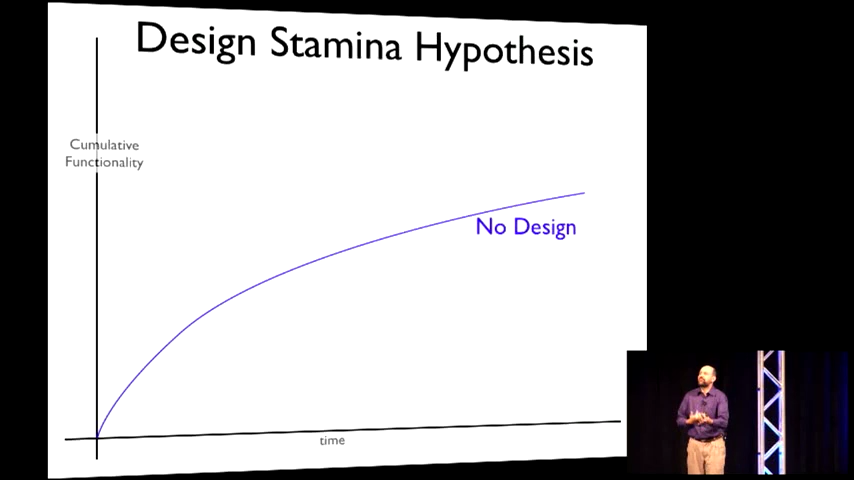 Design Stamina Hypothesis
Cumulative
Functionality
No Design
time